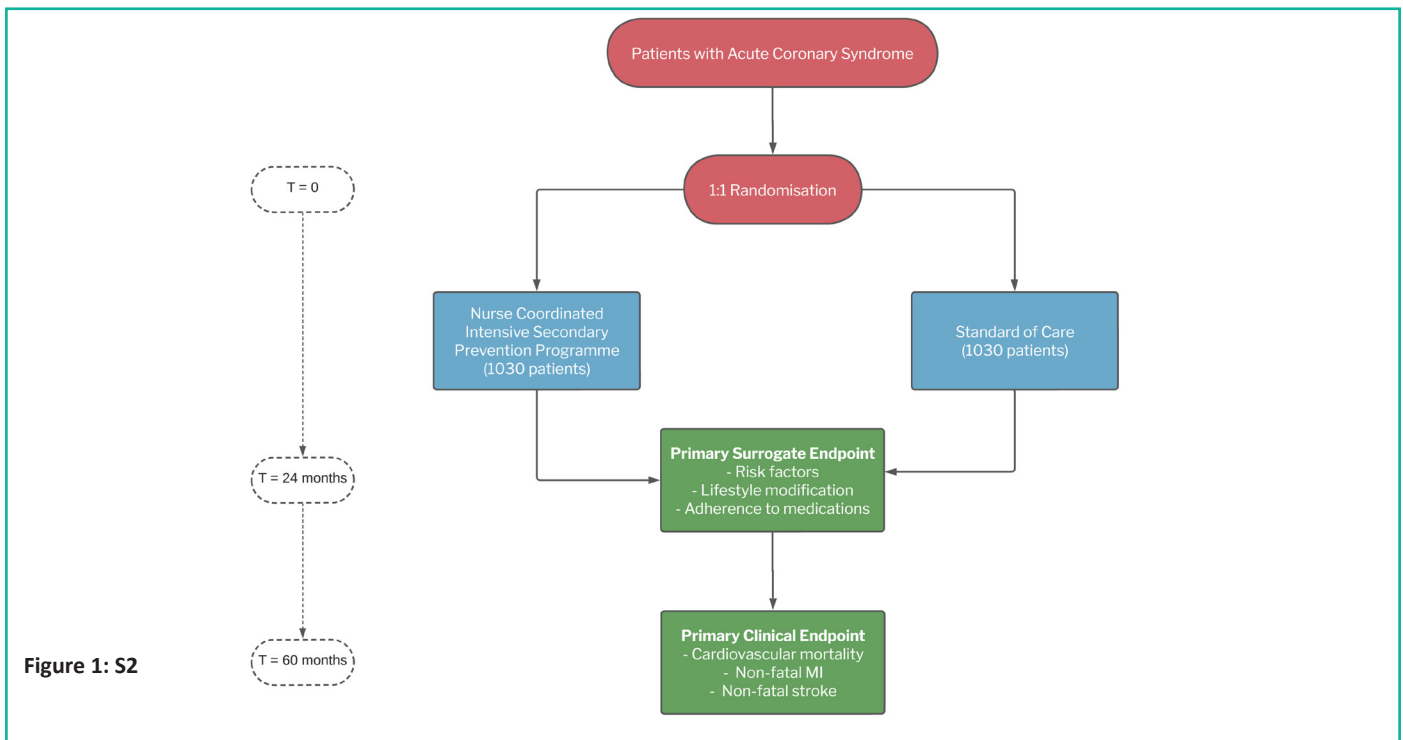 Patients with Acute Coronary Syndrome
T = 0
1:1 Randomisation
Nurse Coordinated
Intensive Secondary
Prevention Programme
(1030 patients)
Standard of Care
(1030 patients)
T = 24 months
Primary Surrogate Endpoint
- Risk factors
- Lifestyle modification
- Adherence to medications
T = 60 months
Primary Clinical Endpoint
- Cardiovascular mortality
- Non-fatal MI
- Non-fatal stroke
Figure 1: S2